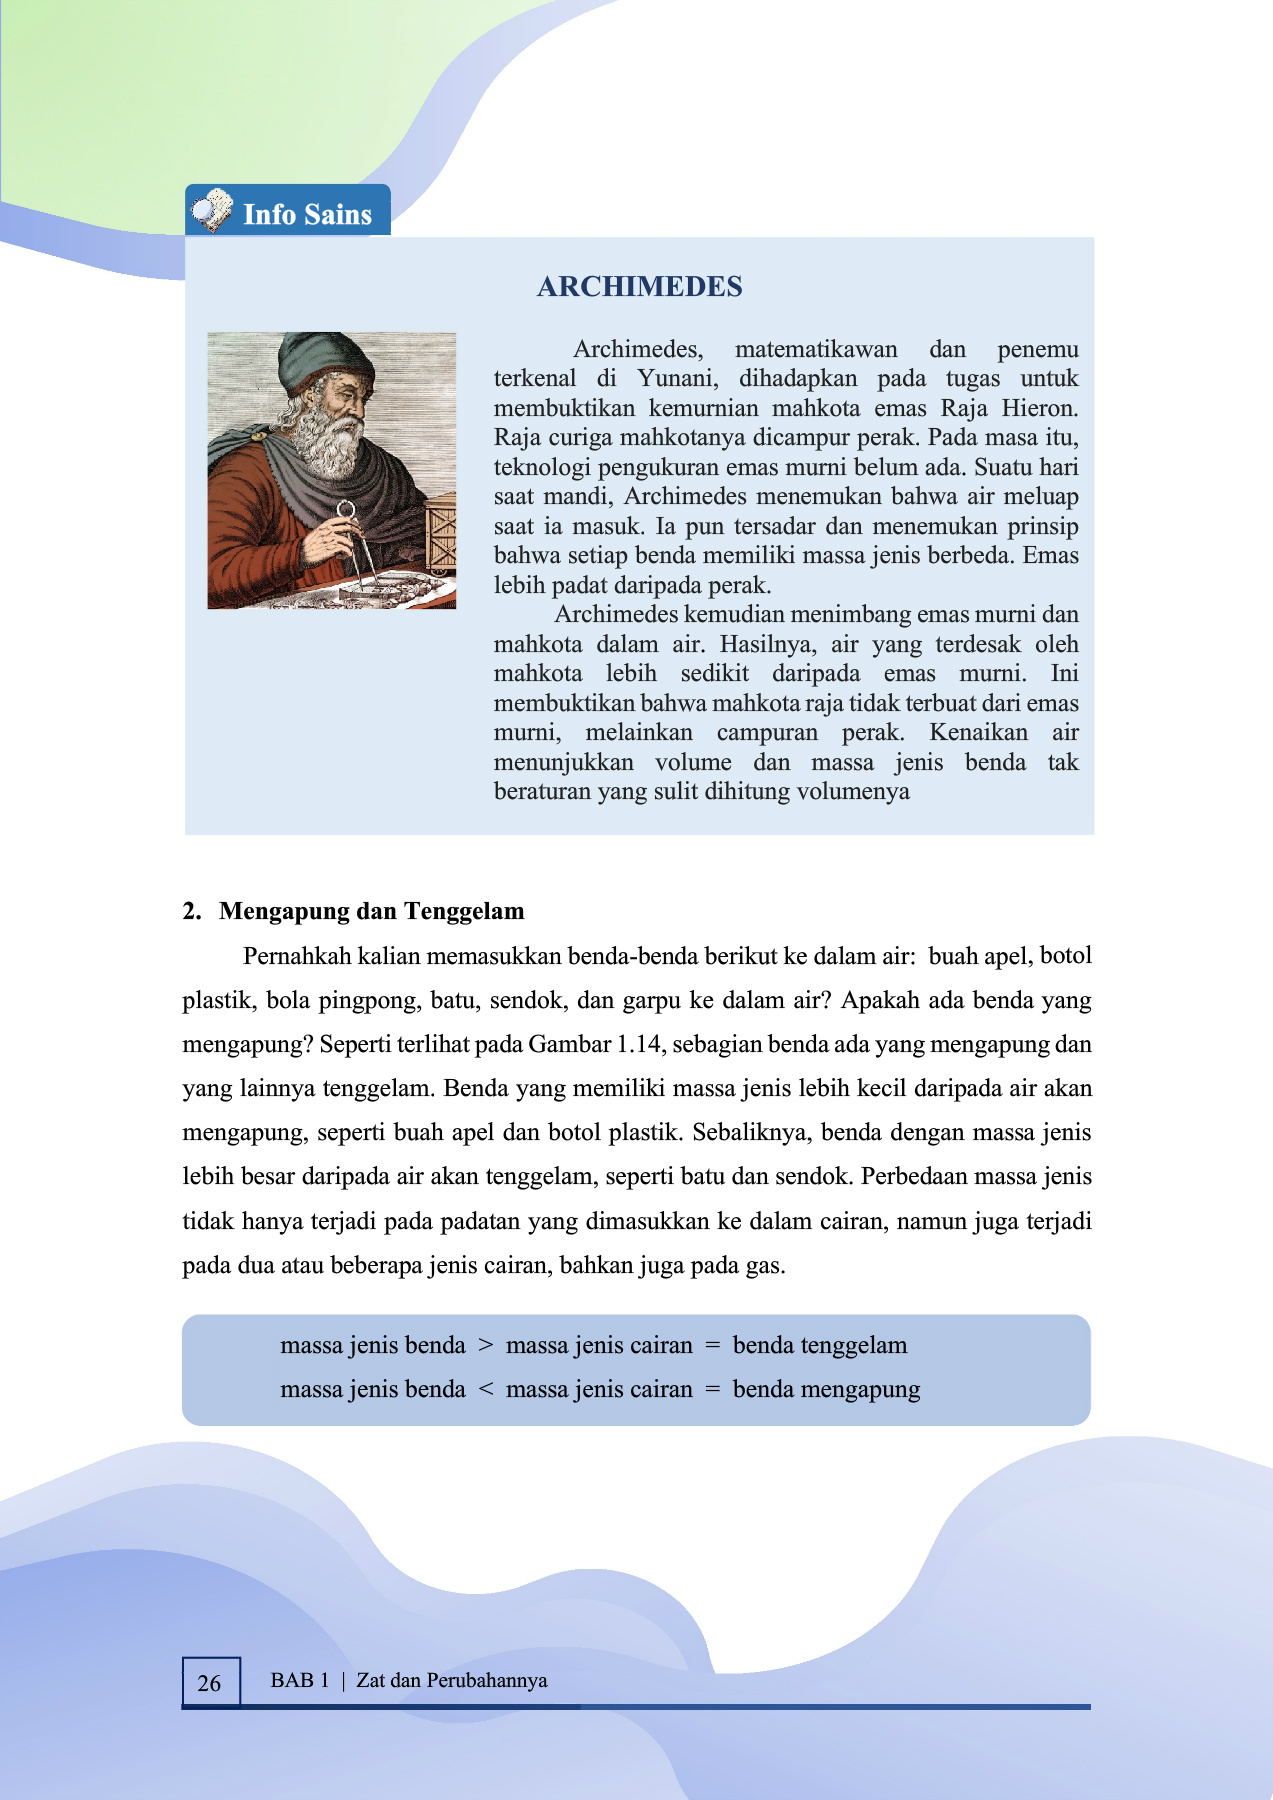 Info Sains
ARCHIMEDES
Archimedes, matematikawan dan penemu
terkenal di Yunani, dihadapkan pada tugas untuk
membuktikan kemurnian mahkota emas Raja Hieron.
Raja curiga mahkotanya dicampur perak. Pada masa itu,
teknologi pengukuran emas murni belum ada. Suatu hari
saat mandi, Archimedes menemukan bahwa air meluap
saat ia masuk. Ia pun tersadar dan menemukan prinsip
bahwa setiap benda memiliki massa jenis berbeda. Emas
lebih padat daripada perak.
Archimedes kemudian menimbang emas murni dan
mahkota dalam air. Hasilnya, air yang terdesak oleh
mahkota lebih sedikit daripada emas murni. Ini
membuktikan bahwa mahkota raja tidak terbuat dari emas
murni, melainkan campuran perak. Kenaikan air
menunjukkan volume dan massa jenis benda tak
beraturan yang sulit dihitung volumenya
2. Mengapung dan Tenggelam
Pernahkah kalian memasukkan benda-benda berikut ke dalam air: buah apel, botol
plastik, bola pingpong, batu, sendok, dan garpu ke dalam air? Apakah ada benda yang
mengapung? Seperti terlihat pada Gambar 1.14, sebagian benda ada yang mengapung dan
yang lainnya tenggelam. Benda yang memiliki massa jenis lebih kecil daripada air akan
mengapung, seperti buah apel dan botol plastik. Sebaliknya, benda dengan massa jenis
lebih besar daripada air akan tenggelam, seperti batu dan sendok. Perbedaan massa jenis
tidak hanya terjadi pada padatan yang dimasukkan ke dalam cairan, namun juga terjadi
pada dua atau beberapa jenis cairan, bahkan juga pada gas.
massa jenis benda > massa jenis cairan = benda tenggelam
massa jenis benda < massa jenis cairan = benda mengapung
26 BAB 1 | Zat dan Perubahannya